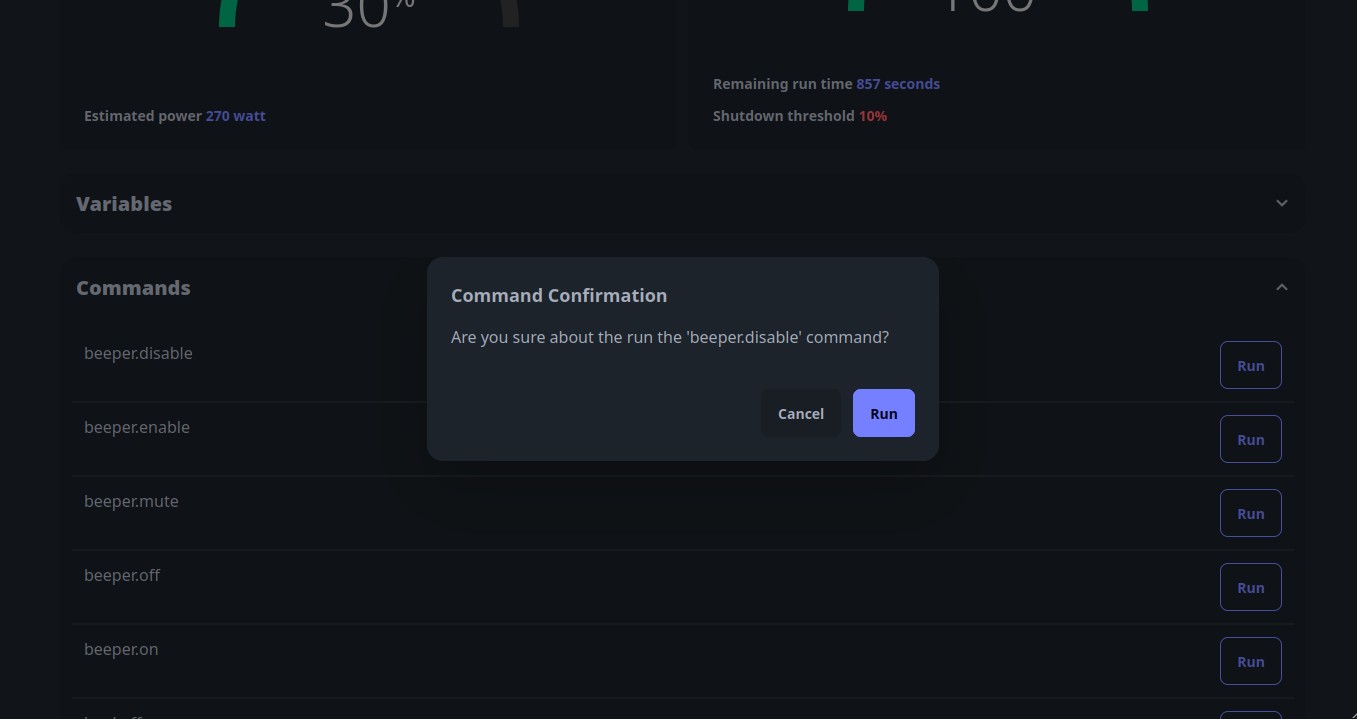 30%
Remaining run time 857 seconds
Estimated power 270 watt
Shutdown threshold 10%
Variables
Commands
Command Confirmation
Are you sure about the run the 'beeper.disable' command?
Cancel
Run
beeper.disable
Run
beeper.enable
Run
beeper.mute
Run
beeper.off
Run
beeper.on
Run